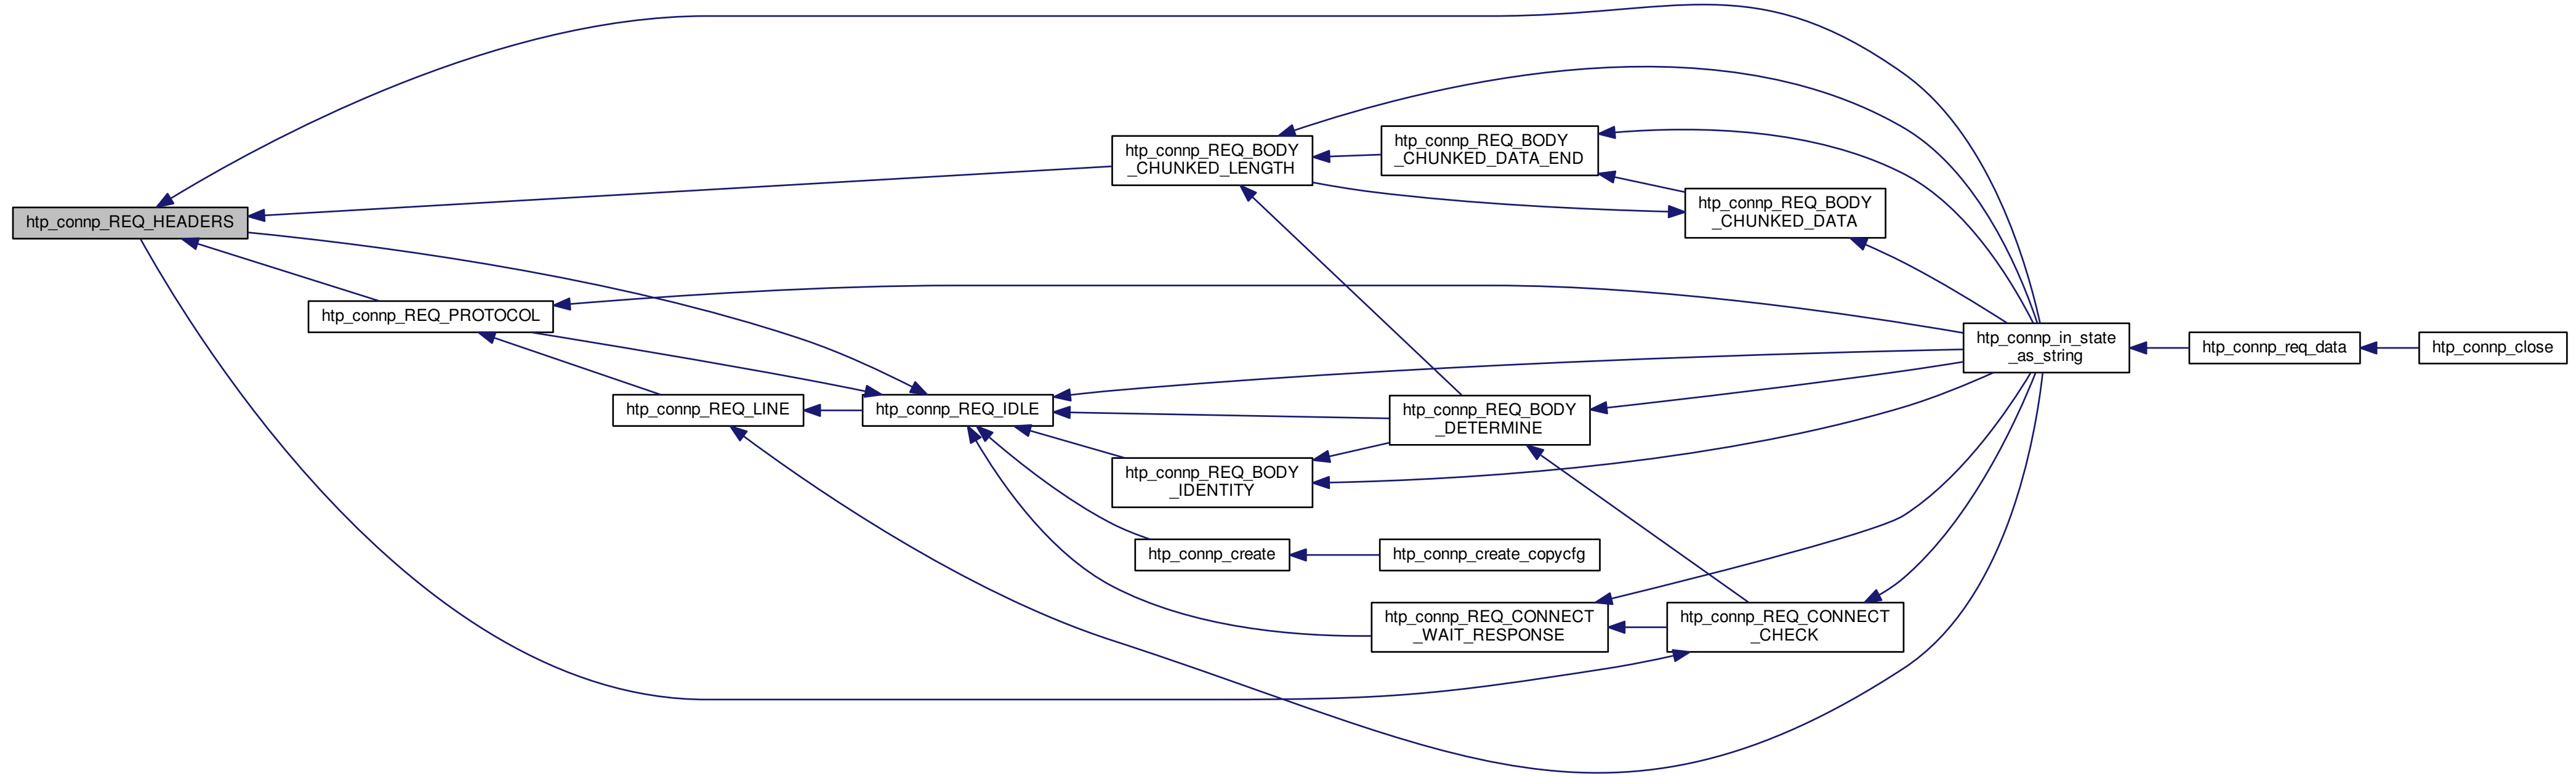 htp_connp_REQ_HEADERS
htp_connp_REQ_PROTOCOL
htp_connp_REQ_LINE
htp_connp_REQ_IDLE
htp_connp_REQ_BODY
_CHUNKED_LENGTH
htp_connp_REQ_BODY
_IDENTITY
htp_connp_create
htp_connp_REQ_BODY
_CHUNKED_DATA_END
htp_connp_REQ_BODY
_DETERMINE
htp_connp_create_copycfg
htp_connp_REQ_CONNECT
_WAIT_RESPONSE
htp_connp_REQ_BODY
_CHUNKED_DATA
htp_connp_REQ_CONNECT
_CHECK
htp_connp_in_state
_as_string
htp_connp_req_data
htp_connp_close